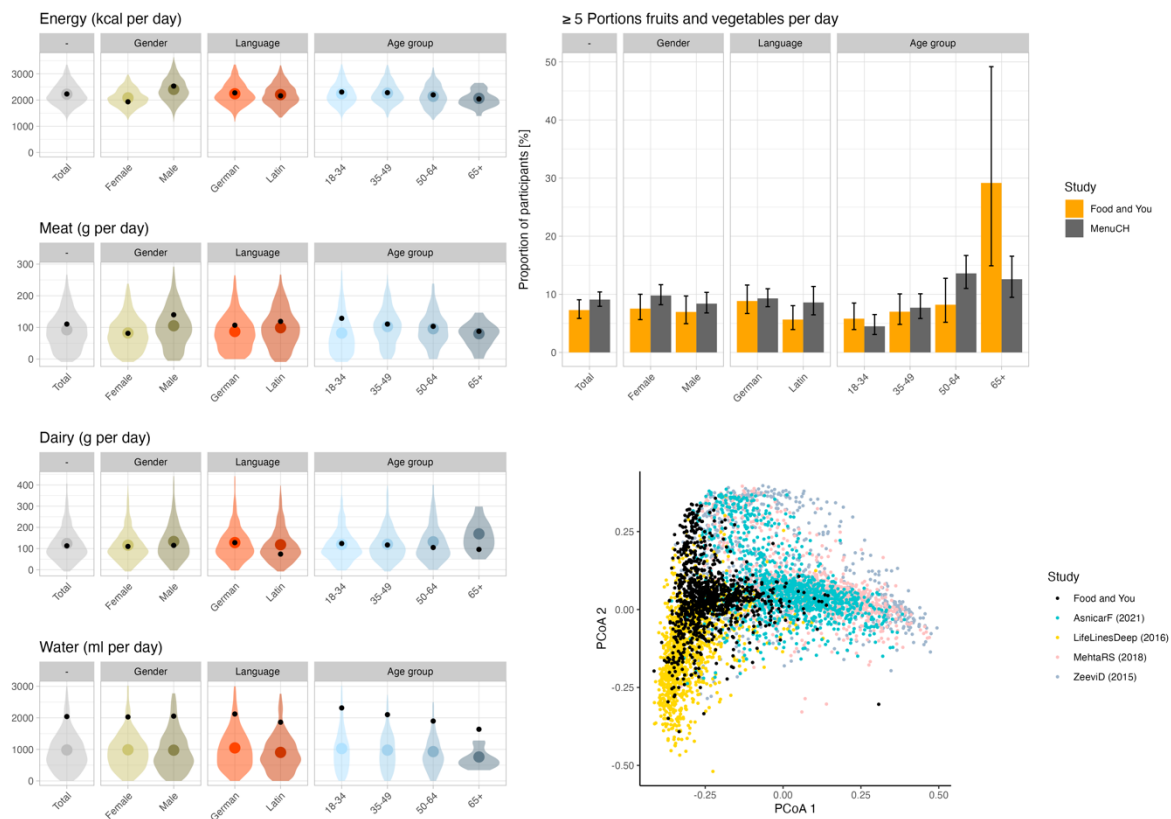 Energy (kcal per day)
- Gender Language Age group
3000
2000
1000
0
Total Female Male German Latin 18-34 35-49 50-64 65+
Meat (g per day)
- Gender Language Age group
300
200
100
0
Total Female Male German Latin 18-34 35-49 50-64 65+
Dairy (g per day)
- Gender Language Age group
400
300
200
100
0
Total Female Male German Latin 18-34 35-49 50-64 65+
Water (ml per day)
- Gender Language Age group
3000
2000
1000
0
Total Female Male German Latin 18-34 35-49 50-64 65+
≥ 5 Portions fruits and vegetables per day
- Gender Language Age group
Proportion of participants [%]
50
40
30
20
10
0
Total Female Male German Latin 18-34 35-49 50-64 65+
Study
Food and You
MenuCH
PCoA 2
0.25
0.00
-0.25
-0.50
-0.25 0.00 0.25 0.50
PCoA 1
Study
Food and You
AsnicarF (2021)
LifeLinesDeep (2016)
MehtaRS (2018)
ZeeviD (2015)